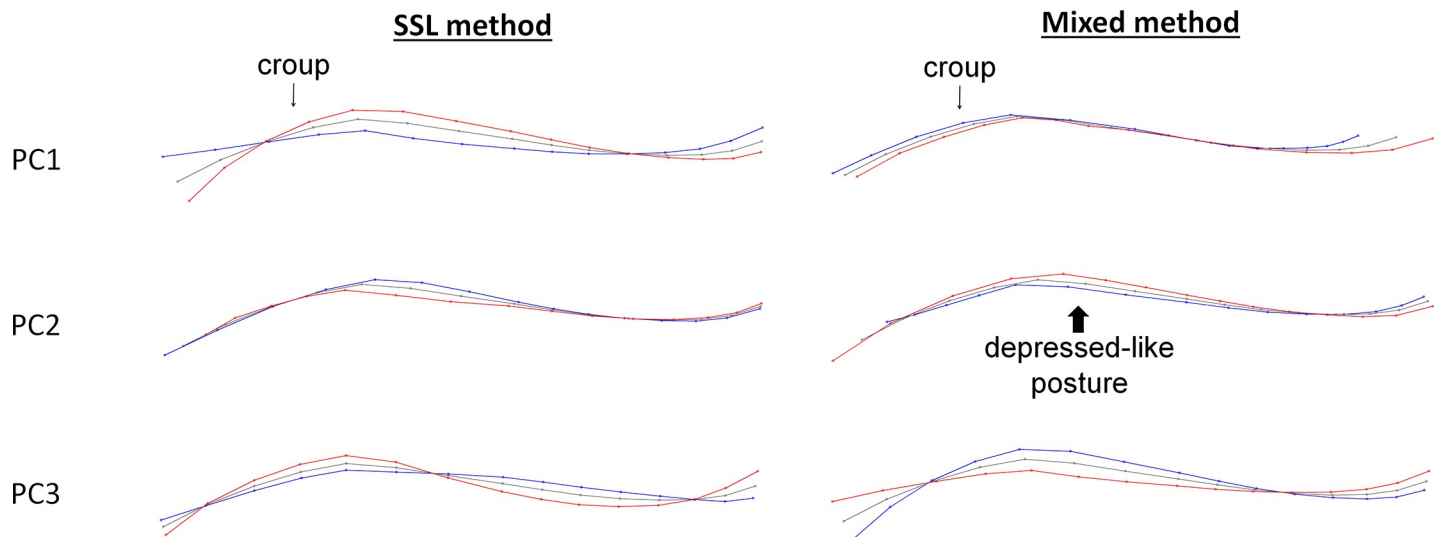 SSL method
Mixed method
croup
croup
PC1
PC2
depressed-like
posture
PC3